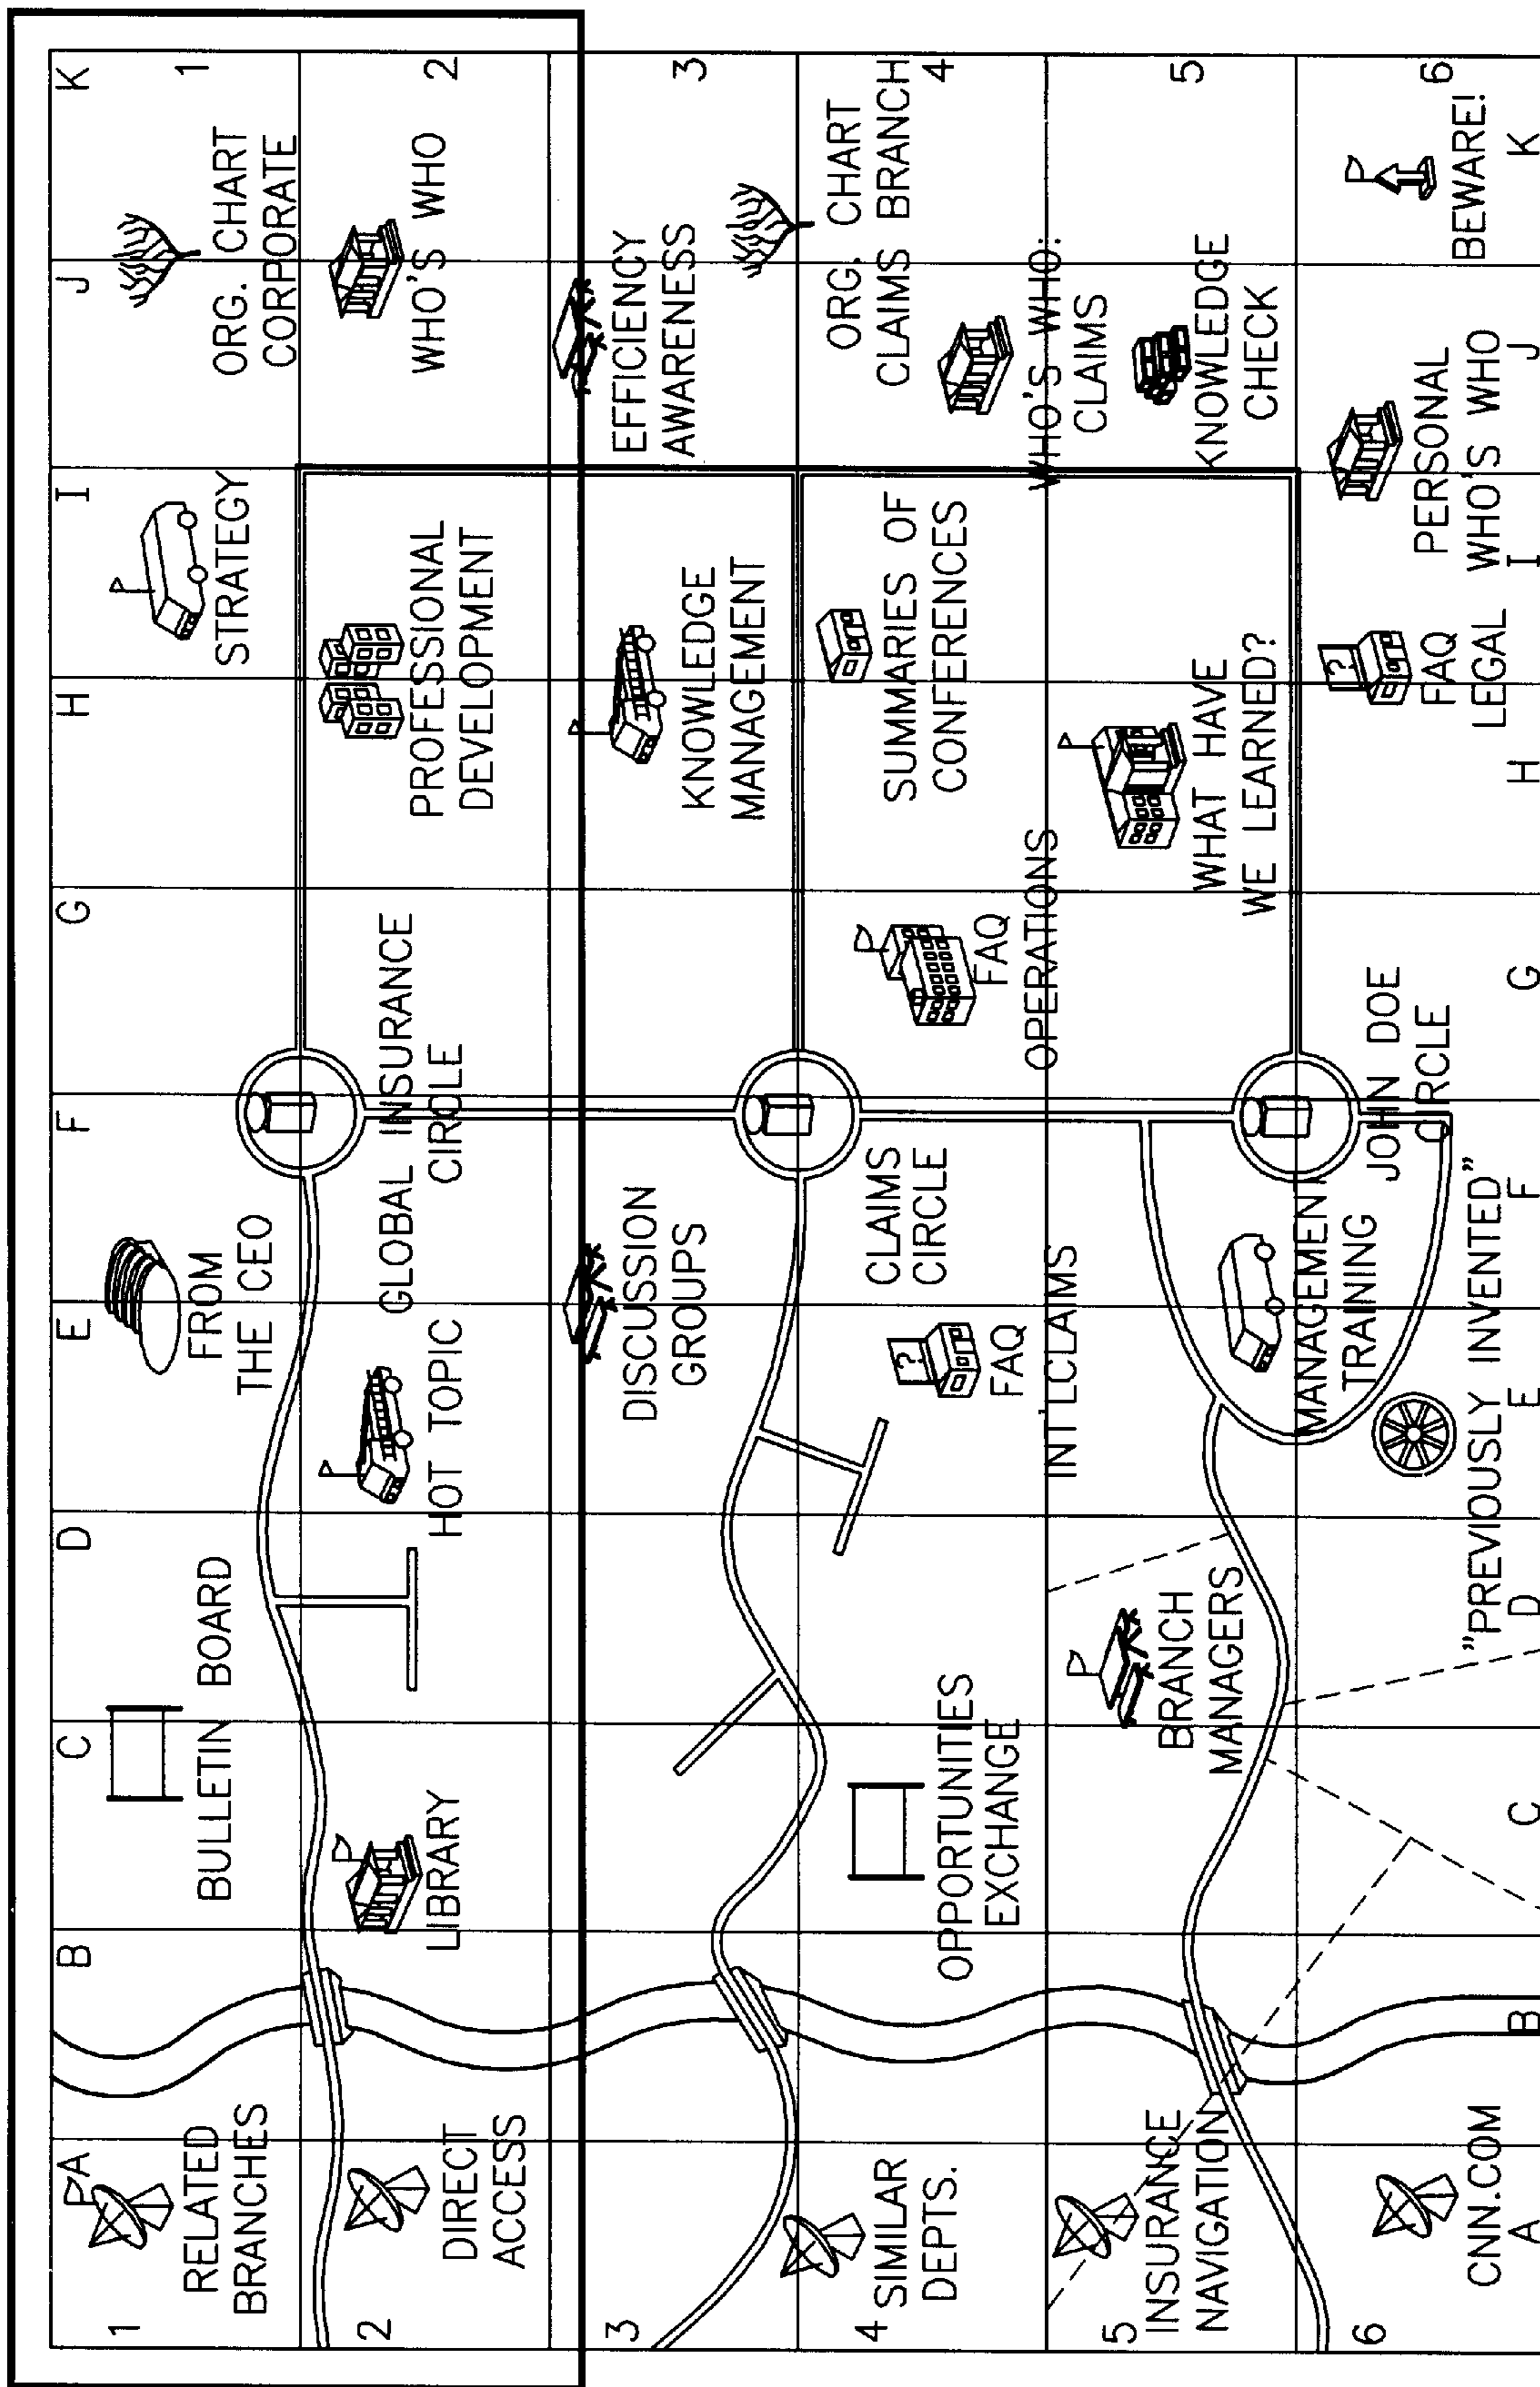 A
B
C
D
E
F
G
H
I
J
K
1
RELATED
BRANCHES
BULLETIN BOARD
FROM
THE CEO
STRATEGY
ORG. CHART
CORPORATE
1
2
DIRECT
ACCESS
LIBRARY
HOT TOPIC
GLOBAL INSURANCE
CIRCLE
PROFESSIONAL
DEVELOPMENT
WHO'S WHO
2
3
DISCUSSION
GROUPS
KNOWLEDGE
MANAGEMENT
EFFICIENCY
AWARENESS
3
4
SIMILAR
DEPTS.
OPPORTUNITIES
EXCHANGE
?
FAQ
INT'LCLAIMS
CLAIMS
CIRCLE
FAQ
OPERATIONS
SUMMARIES OF
CONFERENCES
ORG. CHART
CLAIMS BRANCH
4
WHO'S WHO:
CLAIMS
5
INSURANCE
NAVIGATION
BRANCH
MANAGERS
MANAGEMENT
TRAINING
WHAT HAVE
WE LEARNED?
KNOWLEDGE
CHECK
5
6
CNN.COM
"PREVIOUSLY INVENTED"
JOHN DOE
CIRCLE
?
FAQ
LEGAL
PERSONAL
WHO'S WHO
BEWARE!
6
A
B
C
D
E
F
G
H
I
J
K